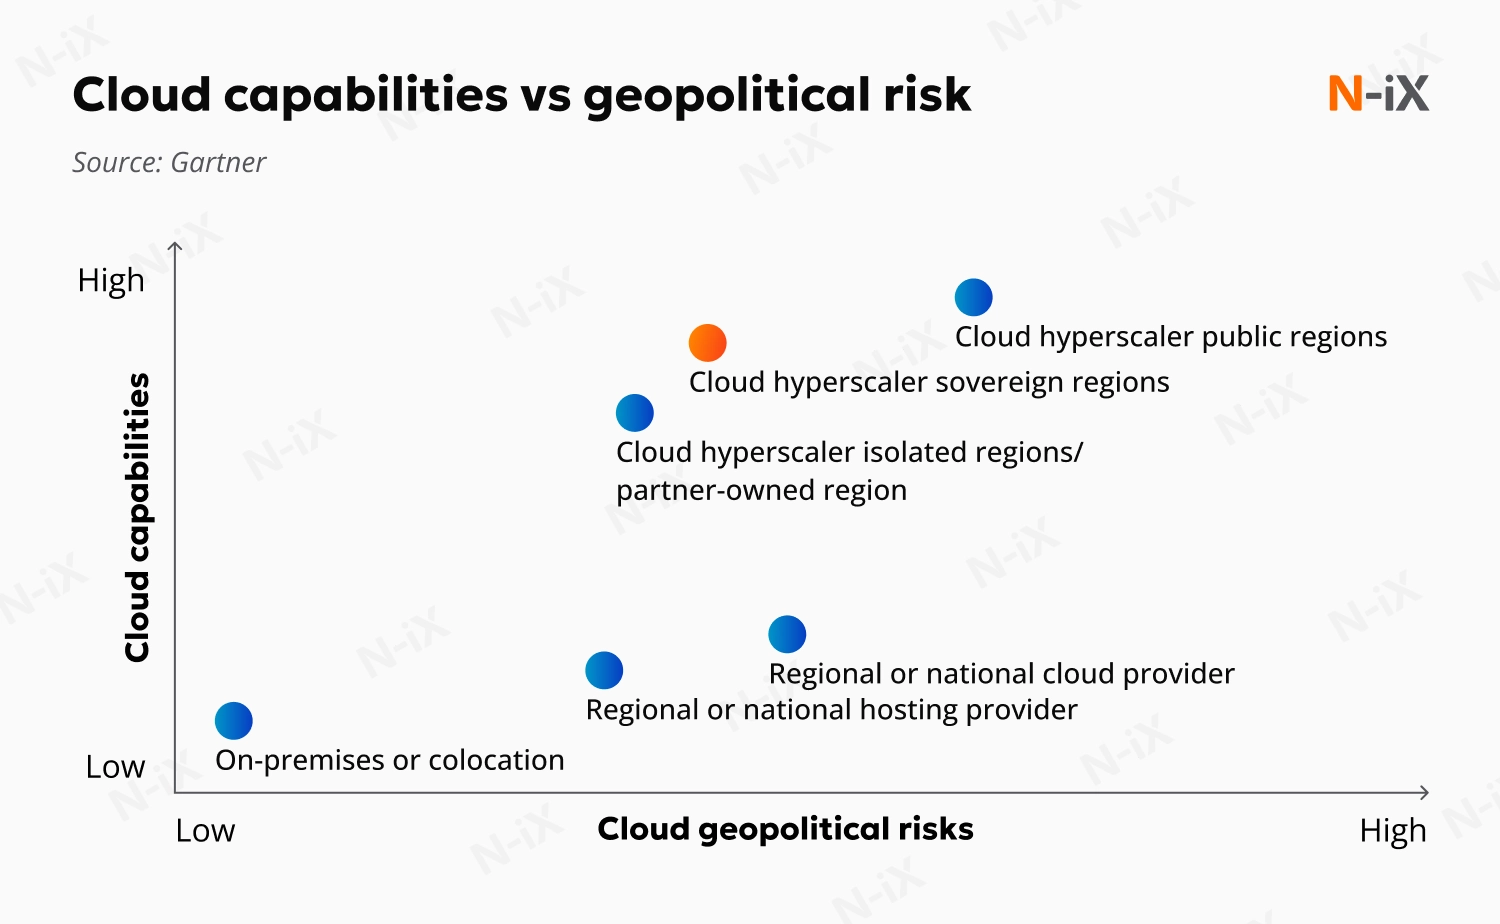 Cloud capabilities vs geopolitical risk
N-iX
Source: Gartner
High
Cloud hyperscaler public regions
Cloud hyperscaler sovereign regions
Cloud hyperscaler isolated regions/
partner-owned region
Cloud capabilities
Regional or national cloud provider
Regional or national hosting provider
On-premises or colocation
Low
Low
Cloud geopolitical risks
High